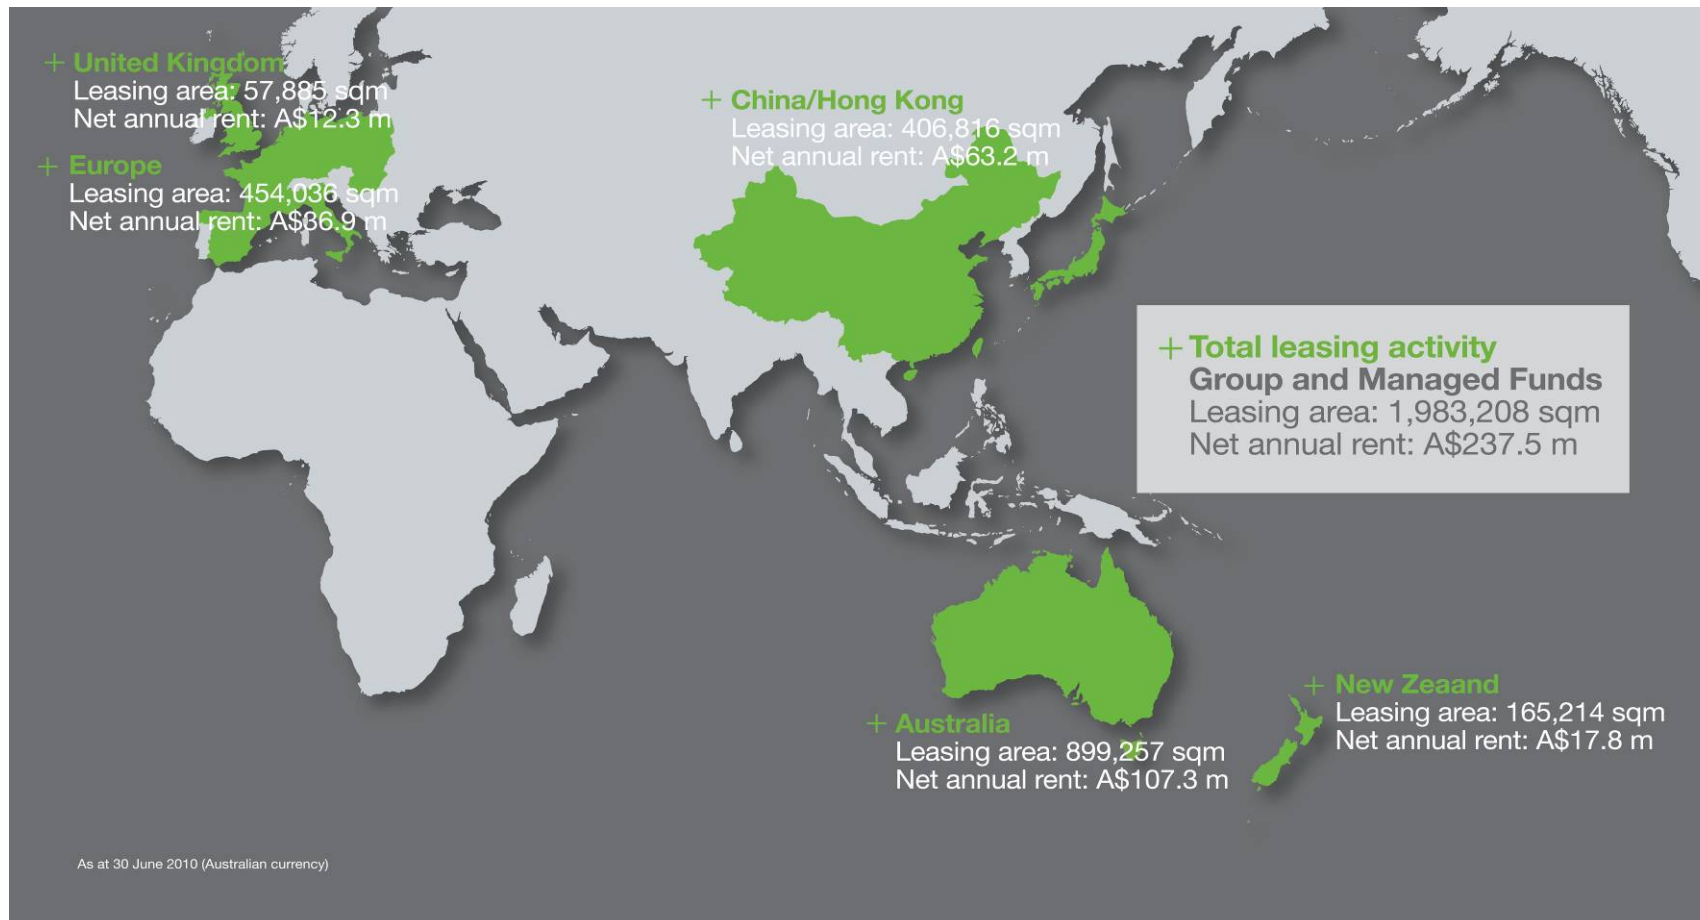 + United Kingdom
Leasing area: 57,885 sqm
Net annual rent: A$12.3 m
+ Europe
Leasing area: 454,036 sqm
Net annual rent: A$36.9 m
+ China/Hong Kong
Leasing area: 406,816 sqm
Net annual rent: A$63.2 m
+ Total leasing activity
Group and Managed Funds
Leasing area: 1,983,208 sqm
Net annual rent: A$237.5 m
+ Australia
Leasing area: 899,257 sqm
Net annual rent: A$107.3 m
+ New Zeaand
Leasing area: 165,214 sqm
Net annual rent: A$17.8 m
As at 30 June 2010 (Australian currency)